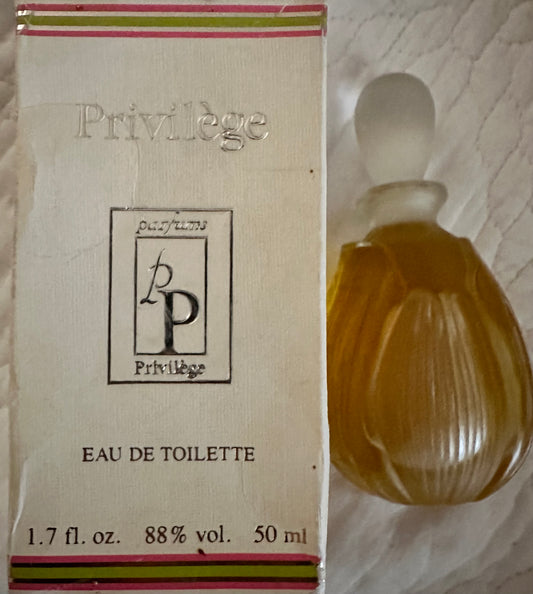 Privilège
parfums
pP
Privilège
EAU DE TOILETTE
1.7 fl. oz. 88% vol. 50 ml